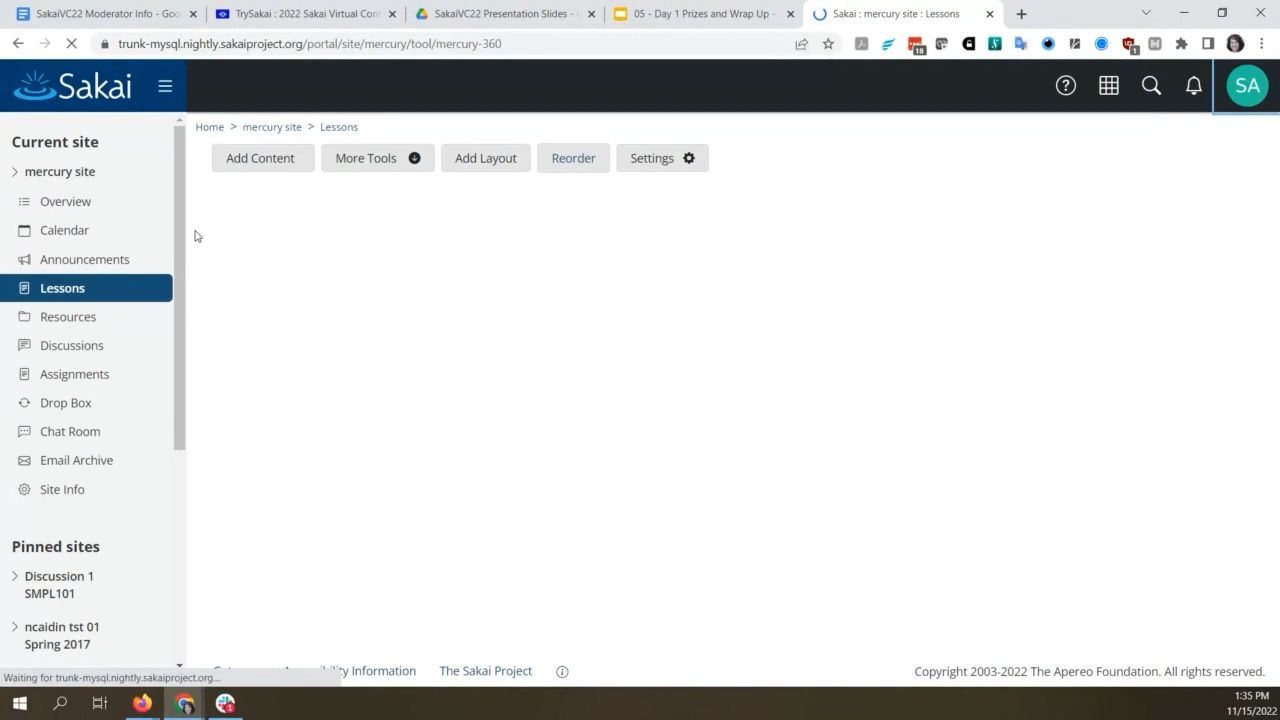 SakaiVC22 Moderator Info - Goo
TrySakai : 2022 Sakai Virtual Con
SakaiVC22 Presentation Slides -
05 - Day 1 Prizes and Wrap Up -
Sakai : mercury site : Lessons
trunk-mysql.nightly.sakaiproject.org/portal/site/mercury/tool/mercury-360
18
1
Sakai
SA
Home > mercury site > Lessons
Add Content
More Tools
Add Layout
Reorder
Settings
Current site
mercury site
Overview
Calendar
Announcements
Lessons
Resources
Discussions
Assignments
Drop Box
Chat Room
Email Archive
Site Info
Pinned sites
Discussion 1
SMPL101
ncaidin tst 01
Spring 2017
Information
The Sakai Project
Copyright 2003-2022 The Apereo Foundation. All rights reserved.
Waiting for trunk-mysql.nightly.sakaiproject.org...
1:35 PM
11/15/2022